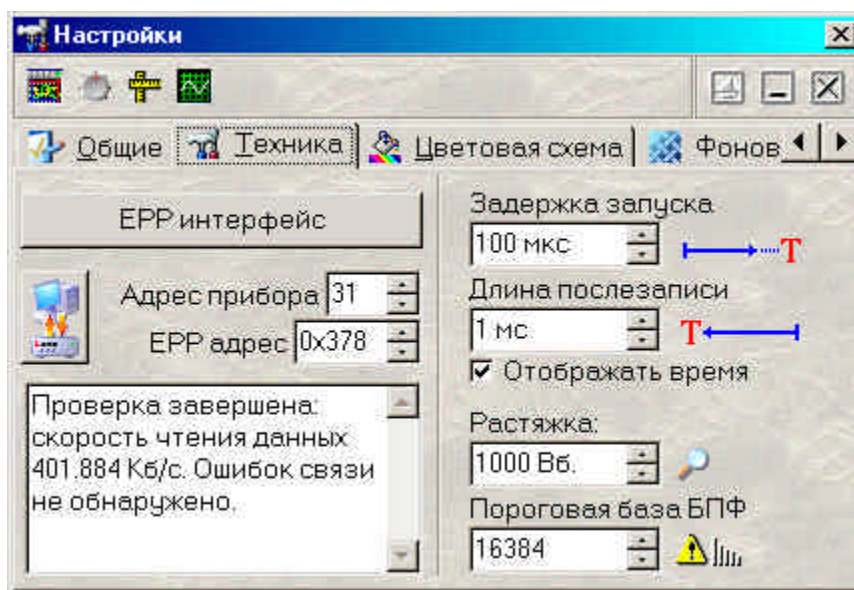 Настройки
Общие Техника Цветовая схема Фонов
EPP интерфейс
Адрес прибора 31
EPP адрес 0x378
Проверка завершена:
скорость чтения данных
401.884 Кб/с. Ошибок связи
не обнаружено.
Задержка запуска
100 мкс
T
Длина послезаписи
1 мс
T
Отображать время
Растяжка:
1000 Вб.
Пороговая база БПФ
16384